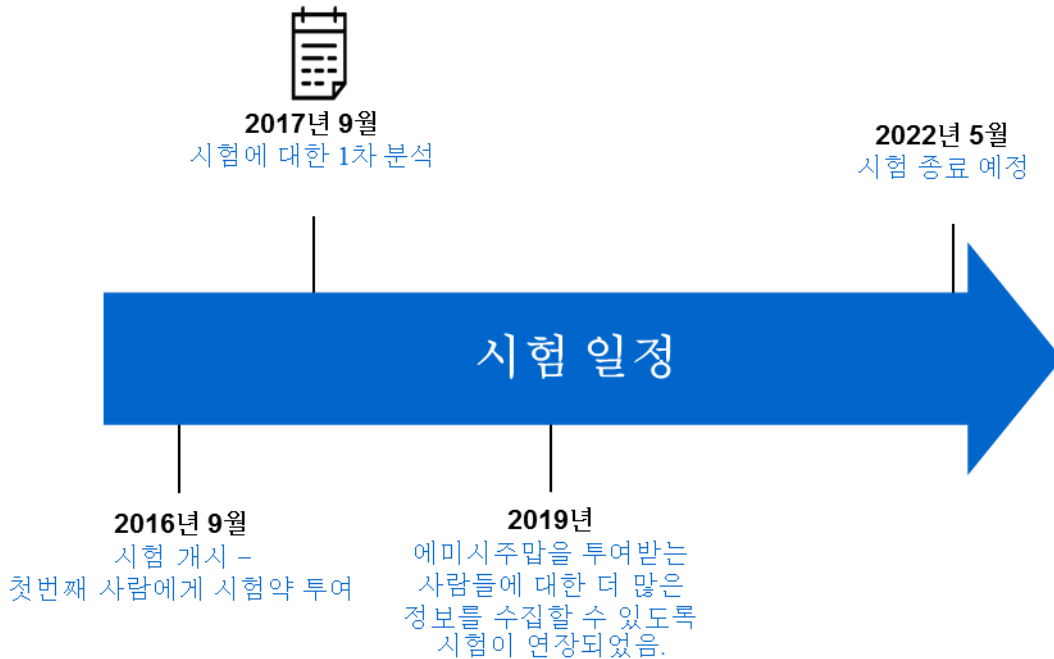 2017년 9월
시험에 대한 1차 분석
2022년 5월
시험 종료 예정
시험 일정
2016년 9월
시험 개시 –
첫번째 사람에게 시험약 투여
2019년
에미시주맙을 투여받는
사람들에 대한 더 많은
정보를 수집할 수 있도록
시험이 연장되었음.